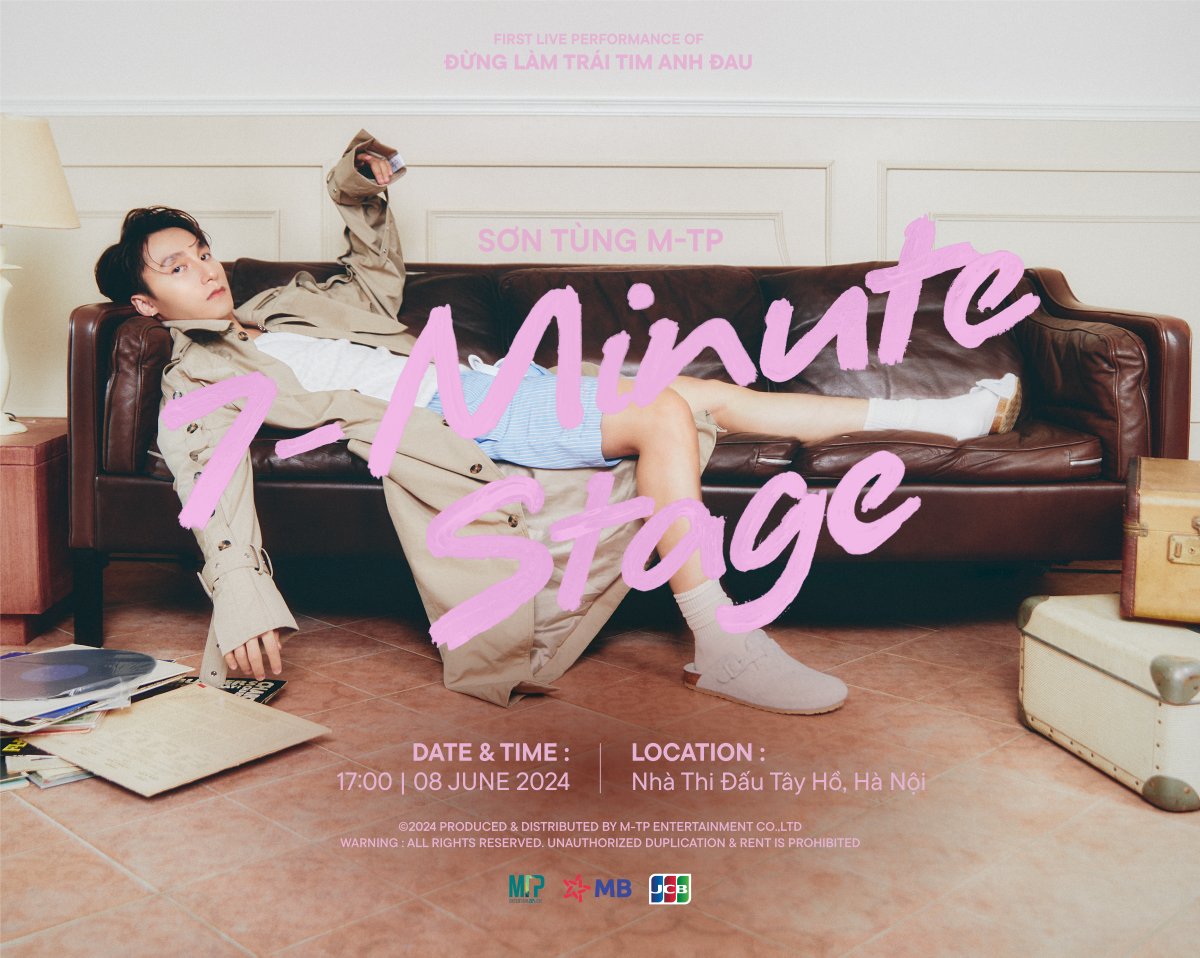 FIRST LIVE PERFORMANCE OF
ĐỪNG LÀM TRÁI TIM ANH ĐAU
SƠN TÙNG M-TP
7-Minute
Stage
DATE & TIME :
17:00 | 08 JUNE 2024
LOCATION :
Nhà Thi Đấu Tây Hồ, Hà Nội
©2024 PRODUCED & DISTRIBUTED BY M-TP ENTERTAINMENT CO.,LTD
WARNING : ALL RIGHTS RESERVED. UNAUTHORIZED DUPLICATION & RENT IS PROHIBITED
M-TP
MB
JCB